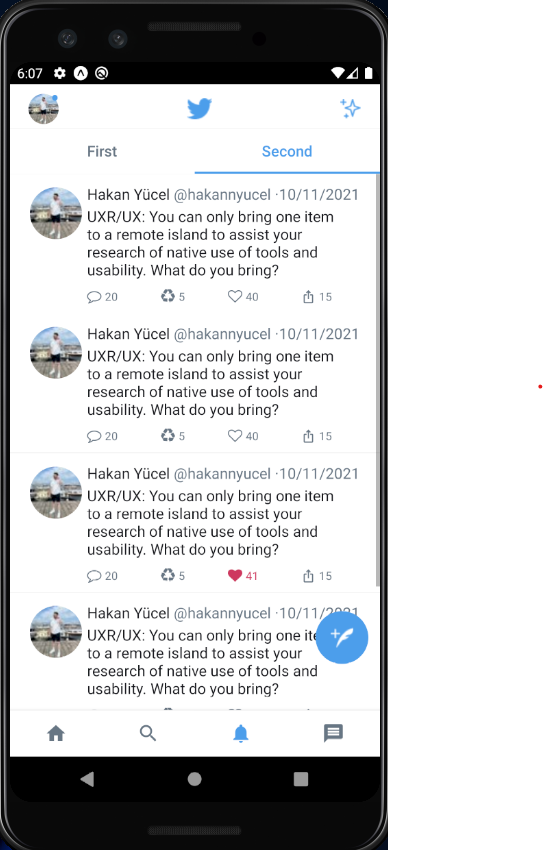 6:07
First Second
Hakan Yücel @hakannyucel ·10/11/2021
UXR/UX: You can only bring one item
to a remote island to assist your
research of native use of tools and
usability. What do you bring?
20 5 40 15
Hakan Yücel @hakannyucel ·10/11/2021
UXR/UX: You can only bring one item
to a remote island to assist your
research of native use of tools and
usability. What do you bring?
20 5 40 15
Hakan Yücel @hakannyucel ·10/11/2021
UXR/UX: You can only bring one item
to a remote island to assist your
research of native use of tools and
usability. What do you bring?
20 5 41 15
Hakan Yücel @hakannyucel ·10/11/2021
UXR/UX: You can only bring one ite
to a remote island to assist your
research of native use of tools and
usability. What do you bring?